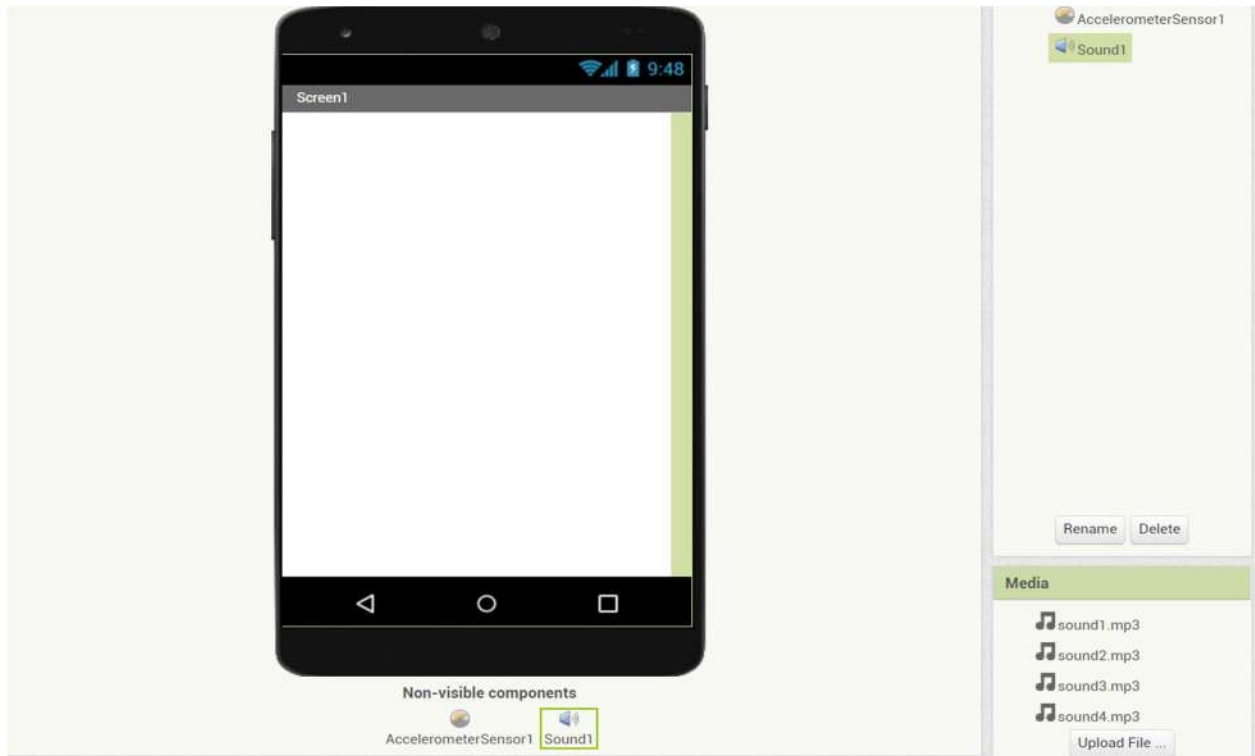 9:48
Screen1
Non-visible components
AccelerometerSensor1 Sound1
AccelerometerSensor1
Sound1
Rename Delete
Media
sound1.mp3
sound2.mp3
sound3.mp3
sound4.mp3
Upload File ...